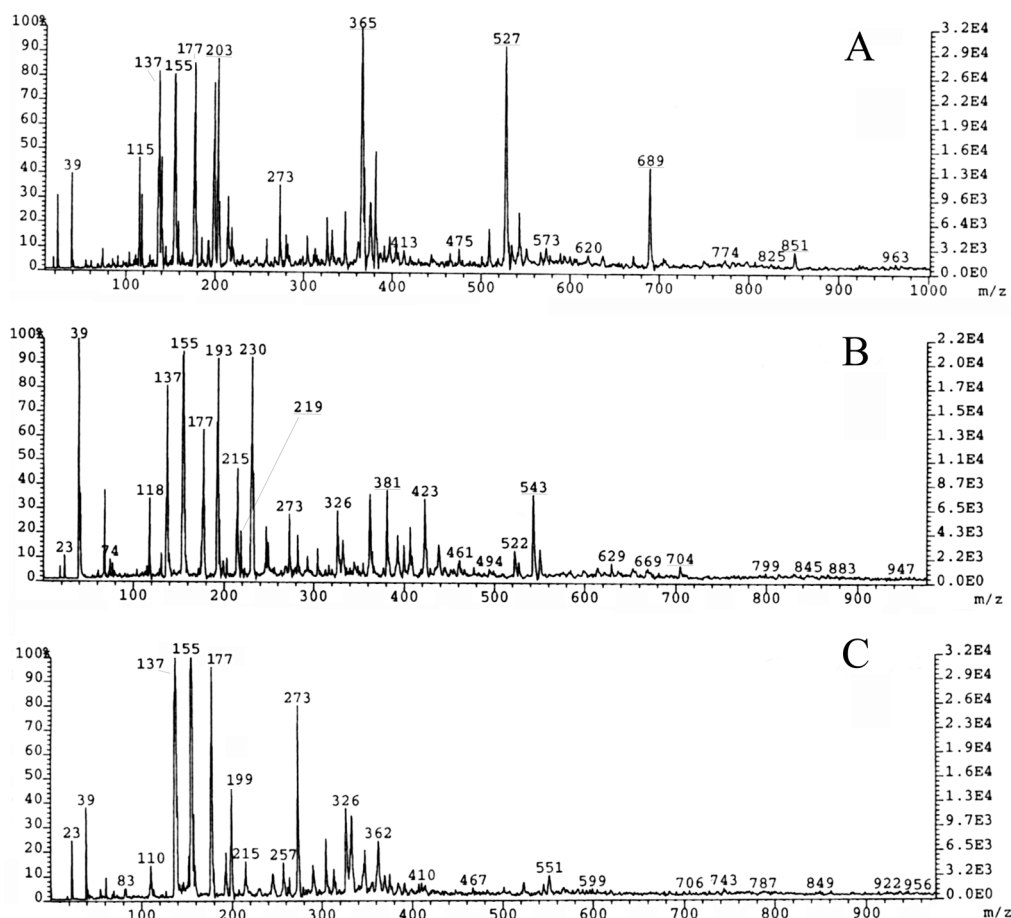 100% 365 3.2E4
90 137 155 177 203 527 A 2.9E4
80 2.6E4
70 2.2E4
60 1.9E4
50 115 689 1.6E4
40 39 1.3E4
30 273 9.6E3
20 6.4E3
10 413 475 573 620 774 825 851 963 3.2E3
0 0.0E0
100 200 300 400 500 600 700 800 900 1000
m/z
100% 39 155 193 230 B 2.2E4
90 2.0E4
80 137 1.7E4
70 219 1.5E4
60 177 1.3E4
50 215 1.1E4
40 118 273 326 381 423 543 8.7E3
30 6.5E3
20 4.3E3
10 23 74 461 494 522 629 669 704 799 845 883 947 2.2E3
0 0.0E0
100 200 300 400 500 600 700 800 900
m/z
100% 137 155 177 C 3.2E4
90 2.9E4
80 273 2.6E4
70 2.2E4
60 1.9E4
50 199 1.6E4
40 39 326 1.3E4
30 23 362 9.7E3
20 110 215 257 6.5E3
10 83 410 467 551 599 706 743 787 849 922 956 3.2E3
0 0.0E0
100 200 300 400 500 600 700 800 900
m/z